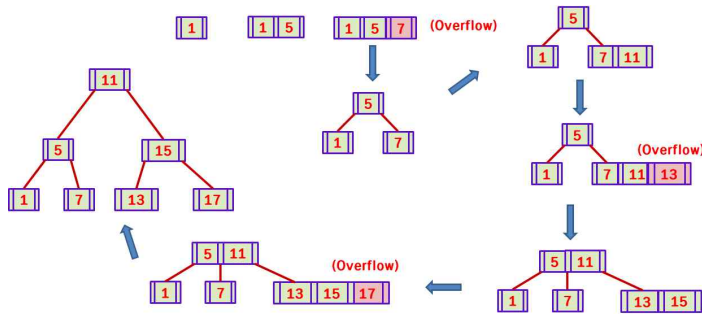 1
1 5
1 5 7 (Overflow)
5
1 7
5
1 7 11
5
(Overflow)
1 7 11 13
5 11
1 7 13 15
5 11
(Overflow)
1 7 13 15 17
11
5 15
1 7 13 17